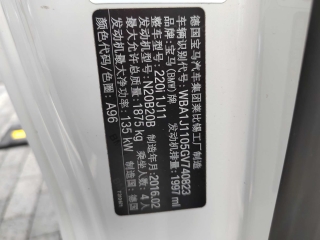 德国宝马汽车集团莱比锡工厂制造
车辆识别代号:WBA1J1105GV740823
品牌:宝马(BMW)牌 发动机排量:1997 ml
整车型号:220i 1J11
发动机型号:N20B20B 制造年月:2016.02
最大允许总质量:1875 kg 乘坐人数:4人
发动机最大净功率:135 kW 制造国:德国
颜色代码/色图:A96